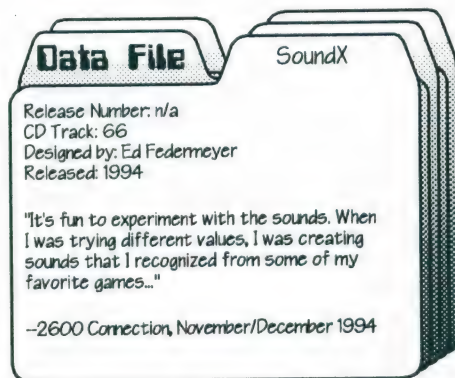 Data File
SoundX
Release Number: n/a
CD Track: 66
Designed by: Ed Federmeyer
Released: 1994
"It's fun to experiment with the sounds. When
I was trying different values, I was creating
sounds that I recognized from some of my
favorite games..."
--2600 Connection, November/December 1994